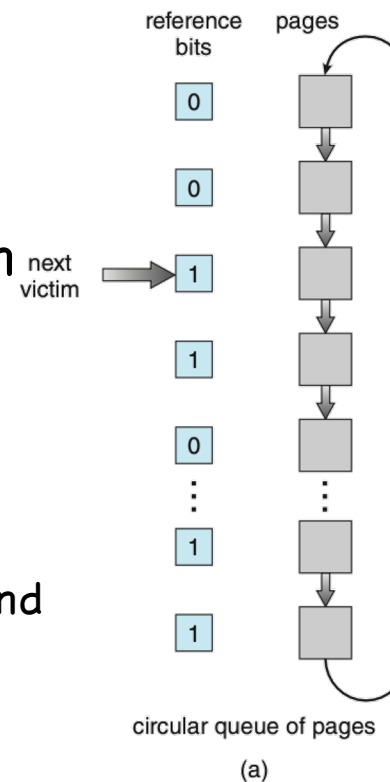 reference bits
pages
0
0
next
victim
1
1
0
1
nd
1
circular queue of pages
(a)